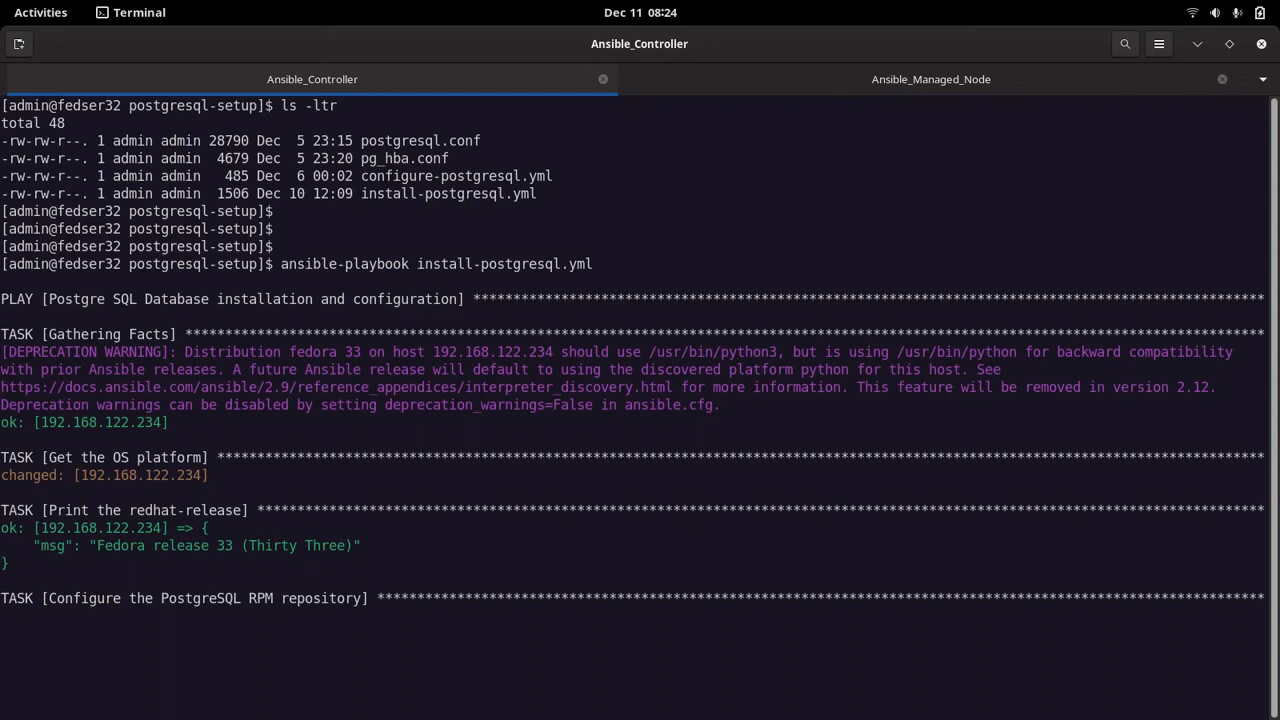 Activities
Terminal
Dec 11 08:24
Ansible_Controller
Ansible_Controller
Ansible_Managed_Node
[admin@fedser32 postgresql-setup]$ ls -ltr
total 48
-rw-rw-r--. 1 admin admin 28790 Dec  5 23:15 postgresql.conf
-rw-rw-r--. 1 admin admin  4679 Dec  5 23:20 pg_hba.conf
-rw-rw-r--. 1 admin admin   485 Dec  6 00:02 configure-postgresql.yml
-rw-rw-r--. 1 admin admin  1506 Dec 10 12:09 install-postgresql.yml
[admin@fedser32 postgresql-setup]$
[admin@fedser32 postgresql-setup]$
[admin@fedser32 postgresql-setup]$
[admin@fedser32 postgresql-setup]$ ansible-playbook install-postgresql.yml
PLAY [Postgre SQL Database installation and configuration] ***************************************************************************************************
TASK [Gathering Facts] ***************************************************************************************************************************************
[DEPRECATION WARNING]: Distribution fedora 33 on host 192.168.122.234 should use /usr/bin/python3, but is using /usr/bin/python for backward compatibility
with prior Ansible releases. A future Ansible release will default to using the discovered platform python for this host. See
https://docs.ansible.com/ansible/2.9/reference_appendices/interpreter_discovery.html for more information. This feature will be removed in version 2.12.
Deprecation warnings can be disabled by setting deprecation_warnings=False in ansible.cfg.
ok: [192.168.122.234]
TASK [Get the OS platform] ***********************************************************************************************************************************
changed: [192.168.122.234]
TASK [Print the redhat-release] ******************************************************************************************************************************
ok: [192.168.122.234] => {
    "msg": "Fedora release 33 (Thirty Three)"
}
TASK [Configure the PostgreSQL RPM repository] ***************************************************************************************************************